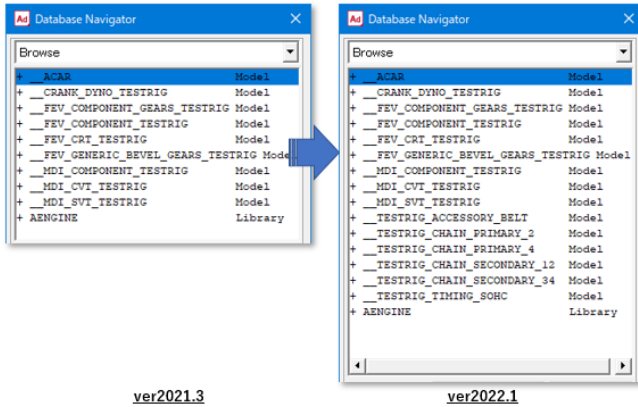 Ad Database Navigator
Browse
+ __ACAR Model
+ __CRANK_DYNO_TESTRIG Model
+ __FEV_COMPONENT_GEARS_TESTRIG Model
+ __FEV_COMPONENT_TESTRIG Model
+ __FEV_CRT_TESTRIG Model
+ __FEV_GENERIC_BEVEL_GEARS_TESTRIG Mode
+ __MDI_COMPONENT_TESTRIG Model
+ __MDI_CVT_TESTRIG Model
+ __MDI_SVT_TESTRIG Model
+ AENGINE Library
ver2021.3
Ad Database Navigator
Browse
+ __ACAR Model
+ __CRANK_DYNO_TESTRIG Model
+ __FEV_COMPONENT_GEARS_TESTRIG Model
+ __FEV_COMPONENT_TESTRIG Model
+ __FEV_CRT_TESTRIG Model
+ __FEV_GENERIC_BEVEL_GEARS_TESTRIG Model
+ __MDI_COMPONENT_TESTRIG Model
+ __MDI_CVT_TESTRIG Model
+ __MDI_SVT_TESTRIG Model
+ __TESTRIG_ACCESSORY_BELT Model
+ __TESTRIG_CHAIN_PRIMARY_2 Model
+ __TESTRIG_CHAIN_PRIMARY_4 Model
+ __TESTRIG_CHAIN_SECONDARY_12 Model
+ __TESTRIG_CHAIN_SECONDARY_34 Model
+ __TESTRIG_TIMING_SOHC Model
+ AENGINE Library
ver2022.1